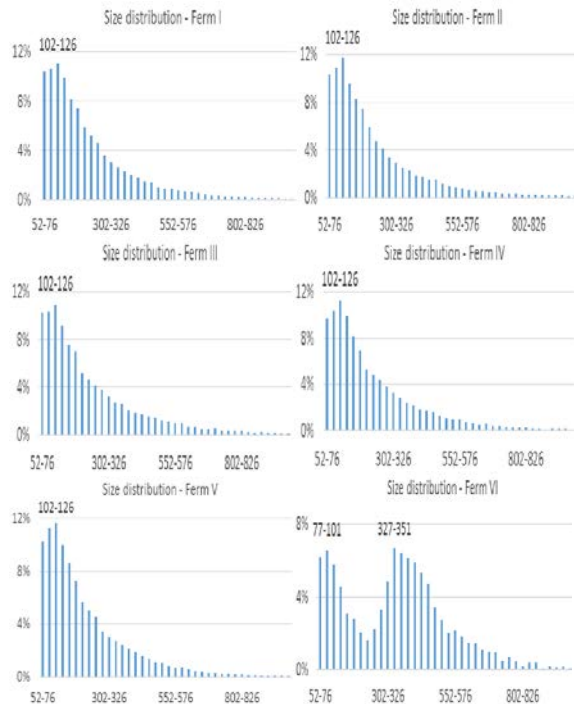 Size distribution - Ferm I
12%
102-126
8%
4%
0%
52-76 302-326 552-576 802-826
Size distribution - Ferm II
12%
102-126
8%
4%
0%
52-76 302-326 552-576 802-826
Size distribution - Ferm III
12%
102-126
8%
4%
0%
52-76 302-326 552-576 802-826
Size distribution - Ferm IV
12%
102-126
8%
4%
0%
52-76 302-326 552-576 802-826
Size distribution - Ferm V
12%
102-126
8%
4%
0%
52-76 302-326 552-576 802-826
Size distribution - Ferm VI
8%
77-101 327-351
4%
0%
52-76 302-326 552-576 802-826